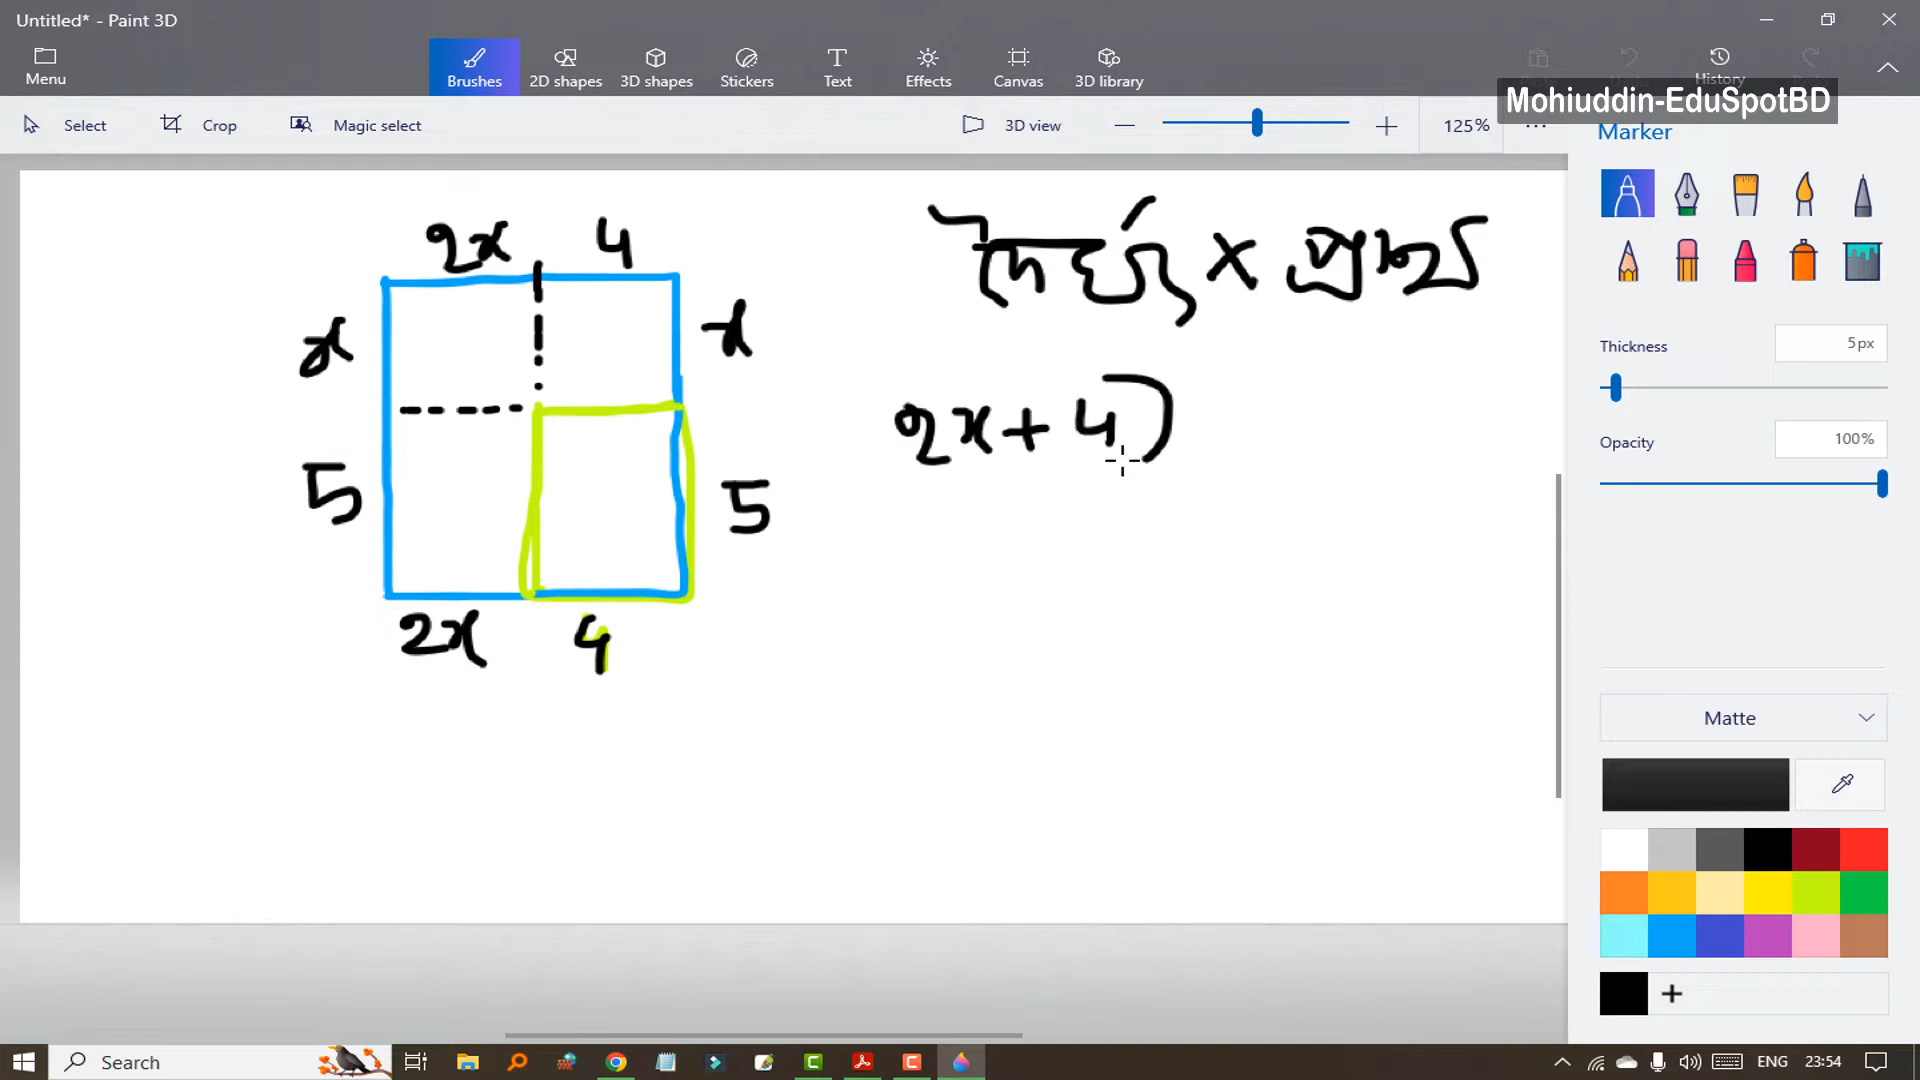 Untitled* - Paint 3D
Menu
Brushes
2D shapes
3D shapes
Stickers
Text
Effects
Canvas
3D library
History
Mohiuddin-EduSpotBD
Select
Crop
Magic select
3D view
125%
Marker
2x 4
দৈর্ঘ্য × প্রস্থ
x x
2x + 4)
5 5
2x 4
Thickness
5px
Opacity
100%
Matte
Search
ENG
23:54